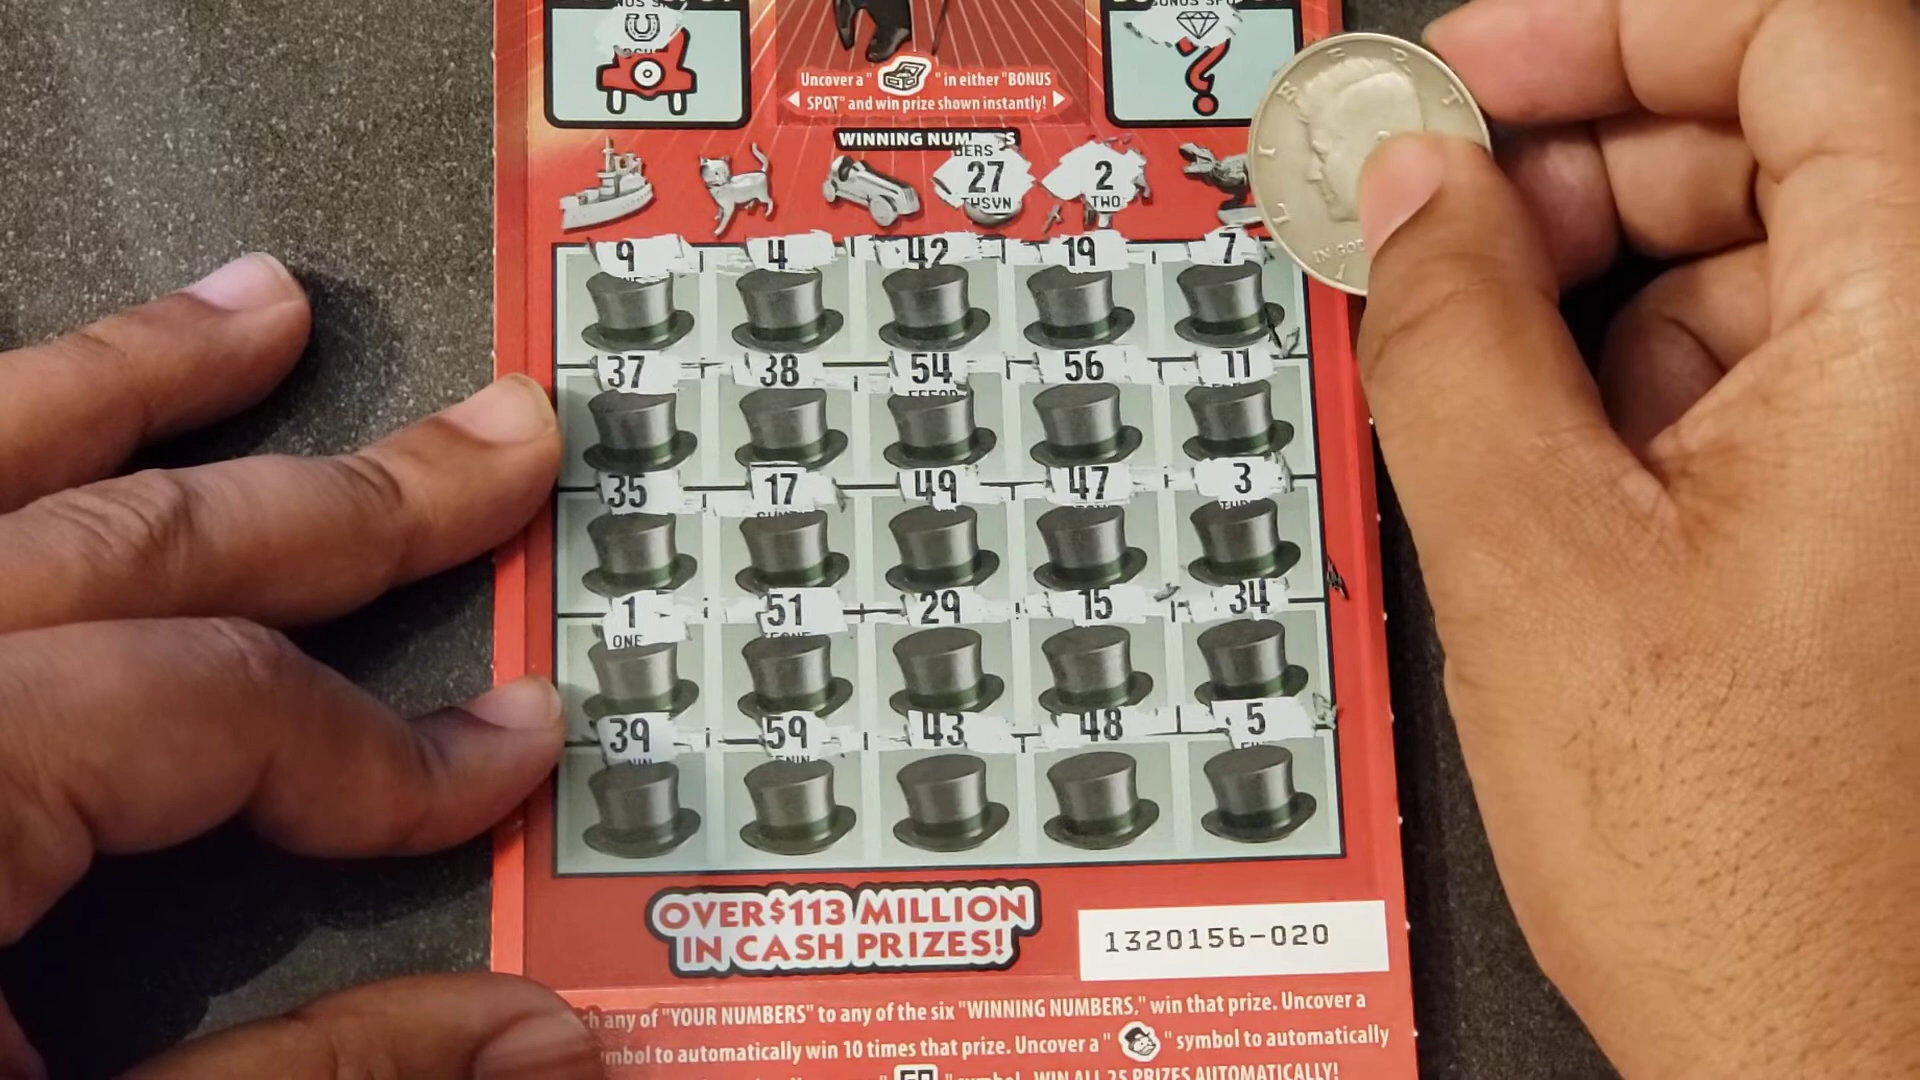 Uncover a " " in either "BONUS
SPOT" and win prize shown instantly!
WINNING NUM S
BERS
27 2
TWSVN TWO
9 4 42 19 7
37 38 54 56 11
35 17 49 47 3
1 51 29 15 34
ONE
39 59 43 48 5
OVER $113 MILLION
IN CASH PRIZES!
1320156-020
any of "YOUR NUMBERS" to any of the six "WINNING NUMBERS," win that prize. Uncover a
to automatically win 10 times that prize. Uncover a " " symbol to automatically
WIN ALL 25 PRIZES AUTOMATICALLY!
LIBERT
IN GOD